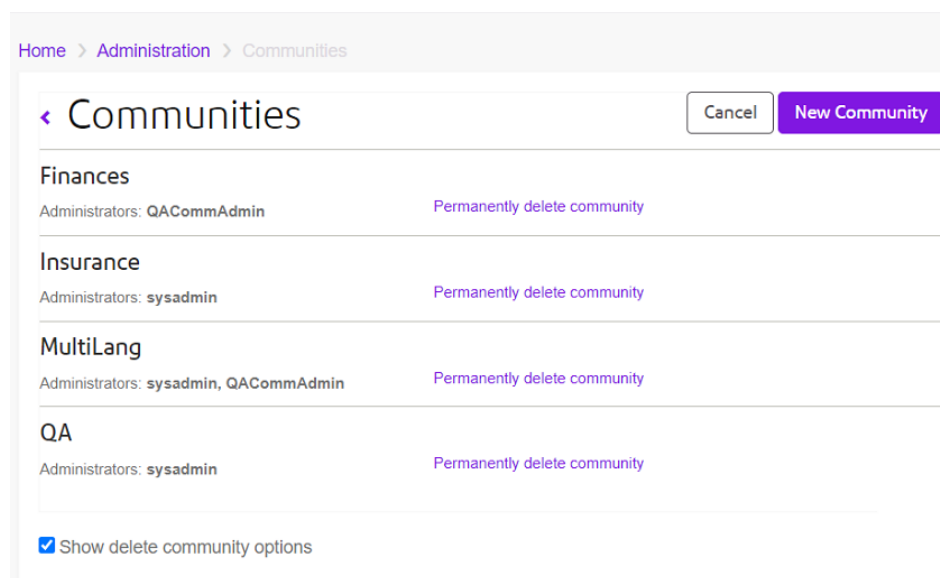 Home > Administration > Communities
Communities
Cancel
New Community
Finances
Administrators: QACommAdmin
Permanently delete community
Insurance
Administrators: sysadmin
Permanently delete community
MultiLang
Administrators: sysadmin, QACommAdmin
Permanently delete community
QA
Administrators: sysadmin
Permanently delete community
Show delete community options